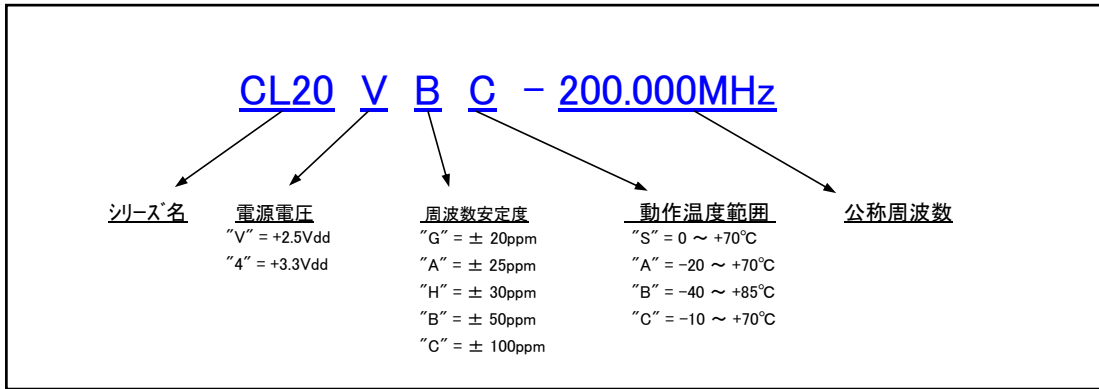 CL20 V B C - 200.000MHz
シリーズ名 電源電圧 周波数安定度 動作温度範囲 公称周波数
"V" = +2.5Vdd "G" = ± 20ppm "S" = 0 ～ +70℃
"4" = +3.3Vdd "A" = ± 25ppm "A" = -20 ～ +70℃
"H" = ± 30ppm "B" = -40 ～ +85℃
"B" = ± 50ppm "C" = -10 ～ +70℃
"C" = ± 100ppm